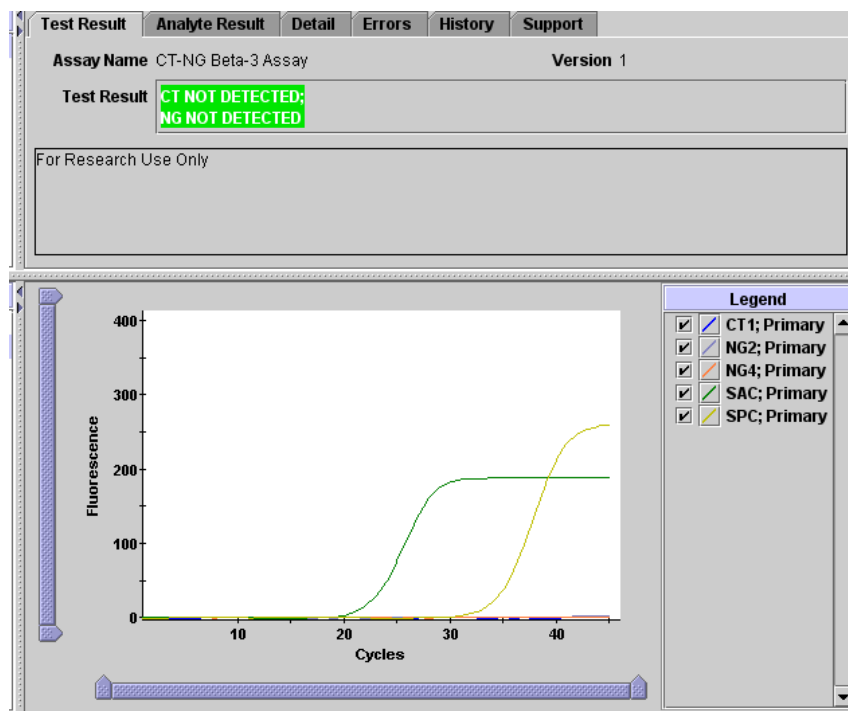 Test Result Analyte Result Detail Errors History Support
Assay Name CT-NG Beta-3 Assay Version 1
Test Result CT NOT DETECTED;
NG NOT DETECTED
For Research Use Only
Legend
CT1; Primary
NG2; Primary
NG4; Primary
SAC; Primary
SPC; Primary
Fluorescence
400
300
200
100
0
10 20 30 40
Cycles